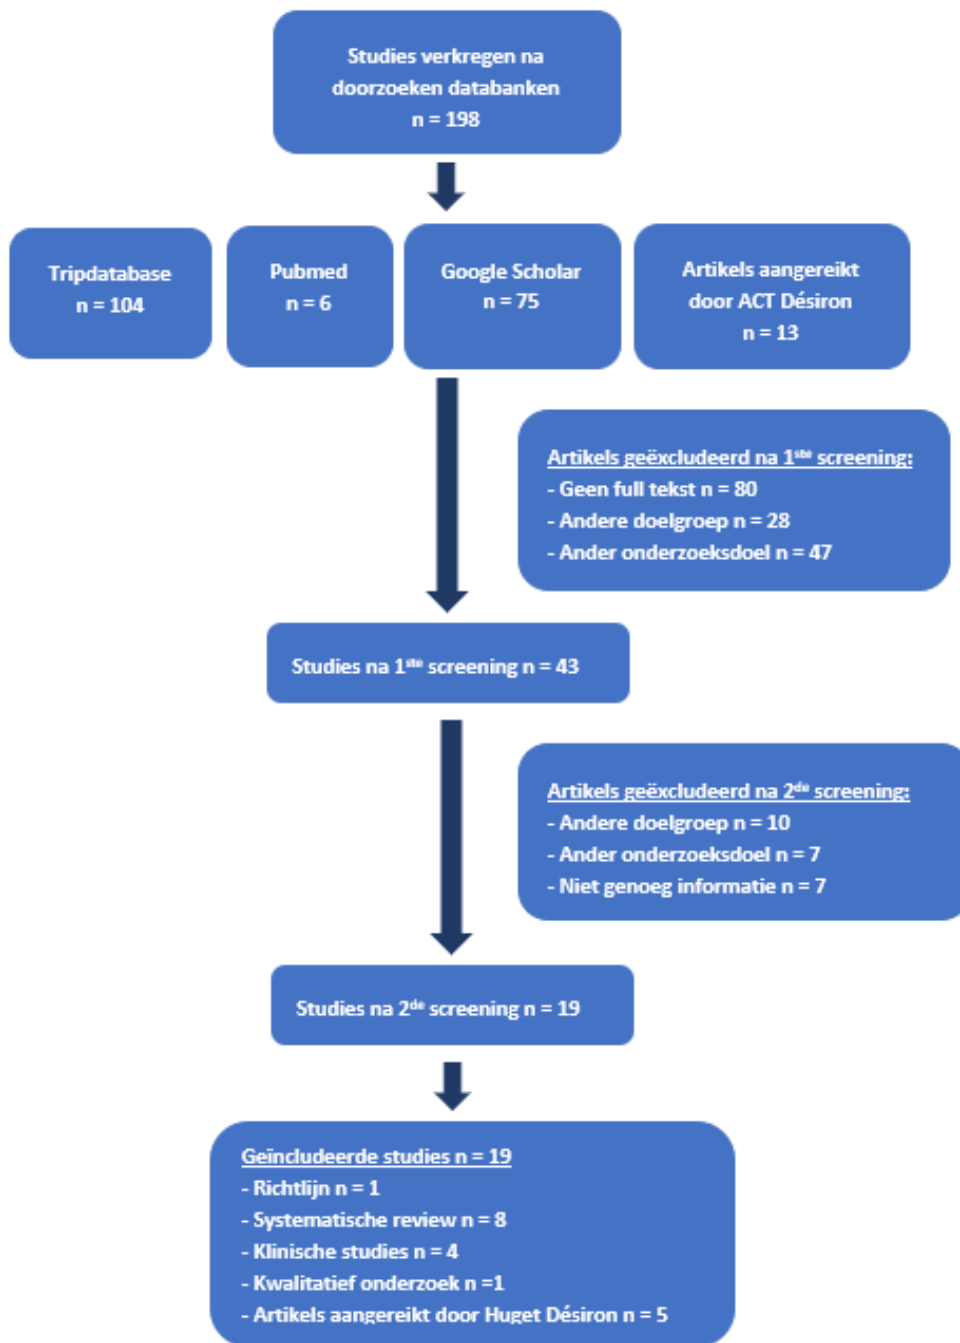 Studies verkregen na
doorzoeken databanken
n = 198
Tripdatabase
n = 104
Pubmed
n = 6
Google Scholar
n = 75
Artikels aangereikt
door ACT Désiron
n = 13
Artikels geëxcludeerd na 1ste screening:
- Geen full tekst n = 80
- Andere doelgroep n = 28
- Ander onderzoeksdoel n = 47
Studies na 1ste screening n = 43
Artikels geëxcludeerd na 2de screening:
- Andere doelgroep n = 10
- Ander onderzoeksdoel n = 7
- Niet genoeg informatie n = 7
Studies na 2de screening n = 19
Geïncludeerde studies n = 19
- Richtlijn n = 1
- Systematische review n = 8
- Klinische studies n = 4
- Kwalitatief onderzoek n =1
- Artikels aangereikt door Huget Désiron n = 5